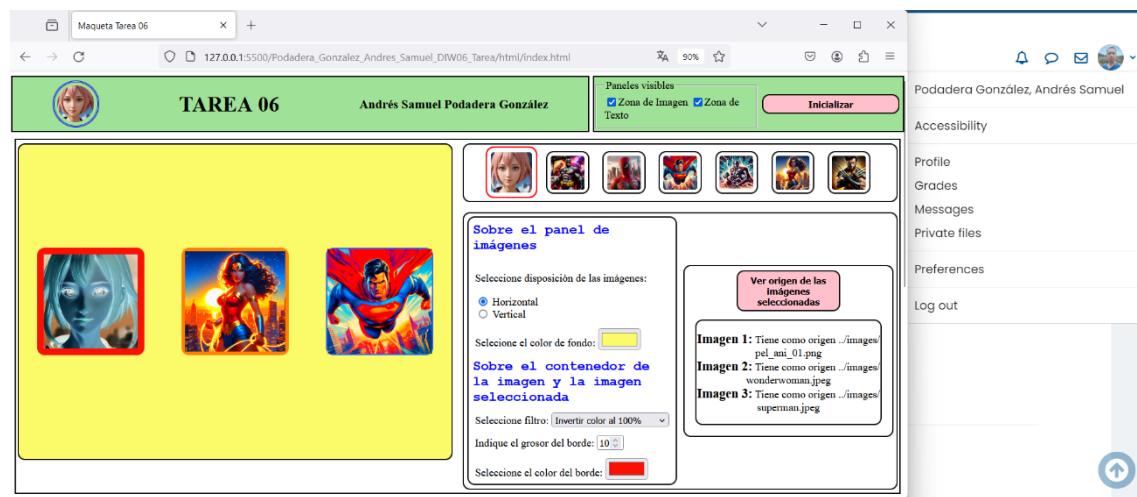 Maqueta Tarea 06
127.0.0.1:5500/Podadera_Gonzalez_Andres_Samuel_DIW06_Tarea/html/index.html
90%
TAREA 06
Andrés Samuel Podadera González
Paneles visibles
Zona de Imagen Zona de
Texto
Inicializar
Sobre el panel de
imágenes
Seleccione disposición de las imágenes:
Horizontal
Vertical
Selecione el color de fondo:
Sobre el contenedor de
la imagen y la imagen
seleccionada
Seleccione filtro: Invertir color al 100%
Indique el grosor del borde: 10
Seleccione el color del borde:
Ver origen de las
Imágenes
seleccionadas
Imagen 1: Tiene como origen ../images/
pel_ani_01.png
Imagen 2: Tiene como origen ../images/
wonderwoman.jpeg
Imagen 3: Tiene como origen ../images/
superman.jpeg
Podadera González, Andrés Samuel
Accessibility
Profile
Grades
Messages
Private files
Preferences
Log out